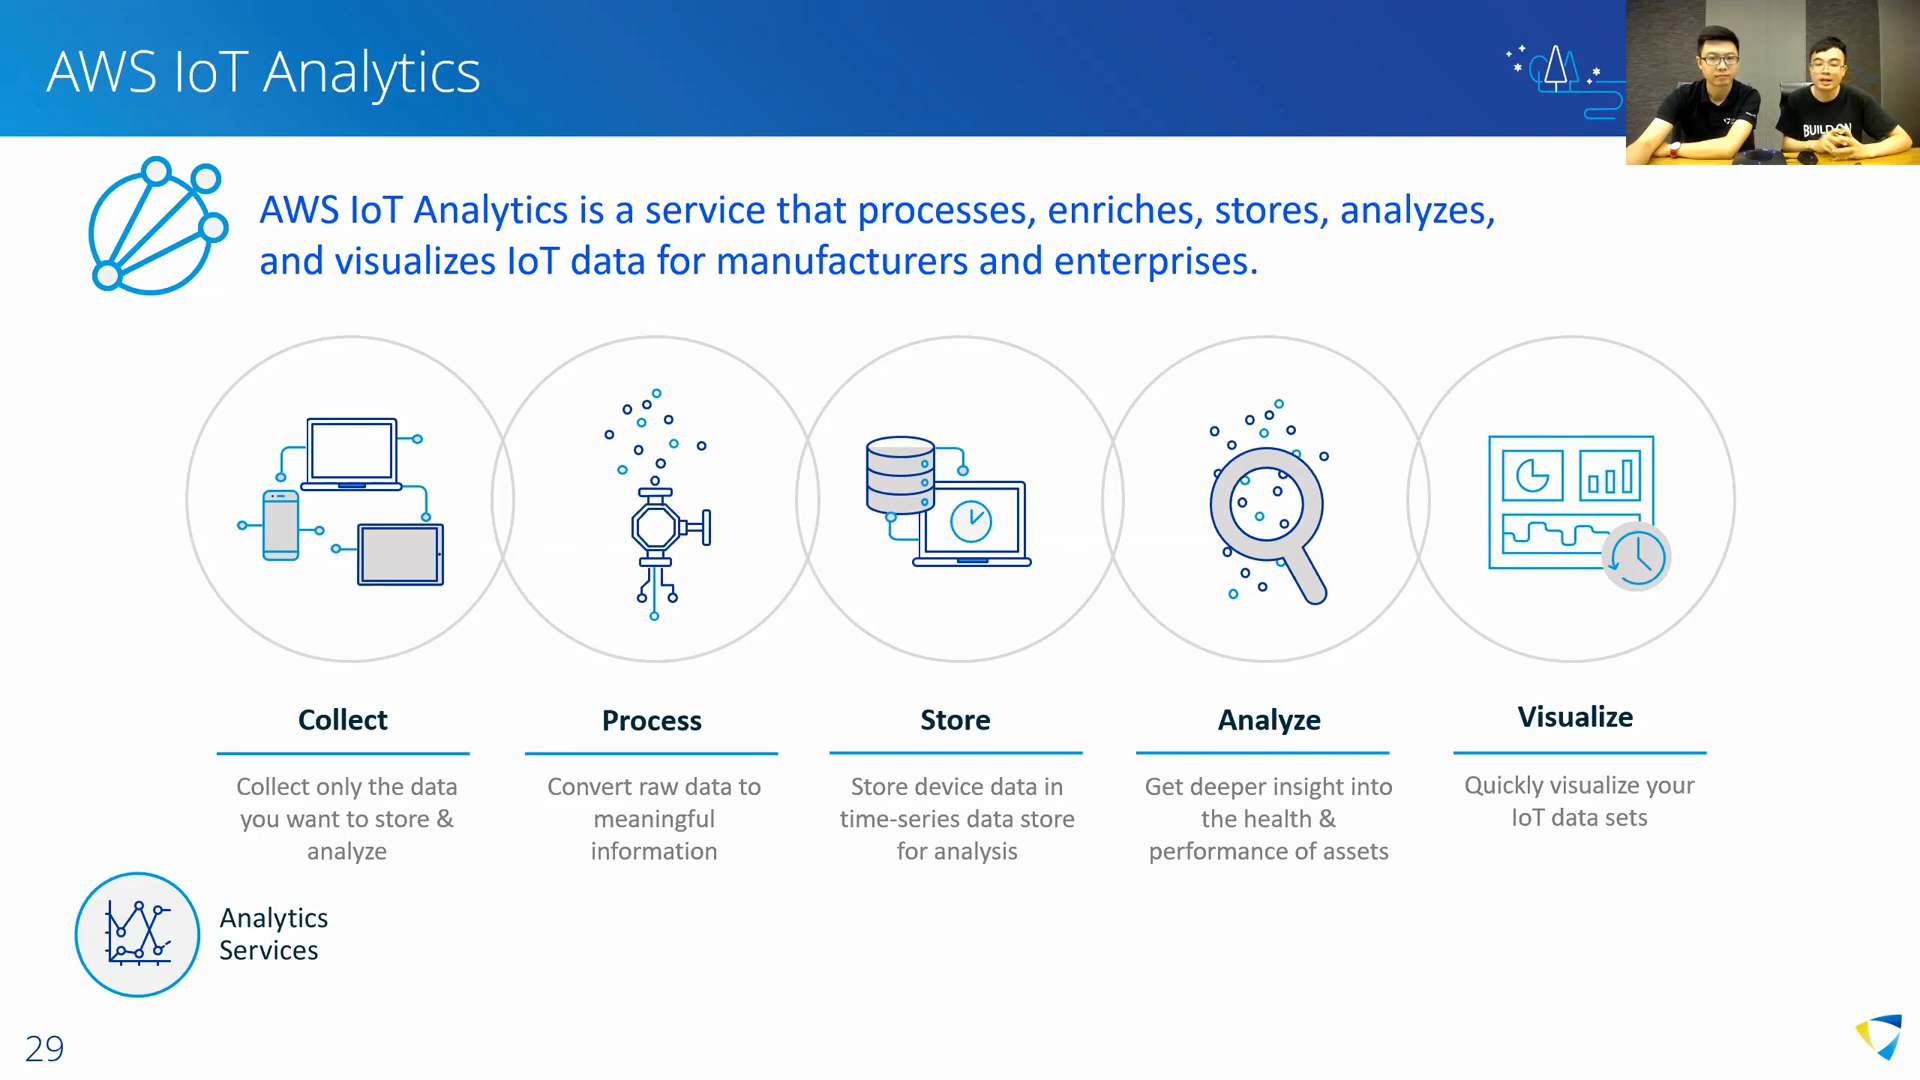 AWS IoT Analytics
BUILD ON
AWS IoT Analytics is a service that processes, enriches, stores, analyzes,
and visualizes IoT data for manufacturers and enterprises.
Collect
Collect only the data
you want to store &
analyze
Process
Convert raw data to
meaningful
information
Store
Store device data in
time-series data store
for analysis
Analyze
Get deeper insight into
the health &
performance of assets
Visualize
Quickly visualize your
IoT data sets
Analytics
Services
29